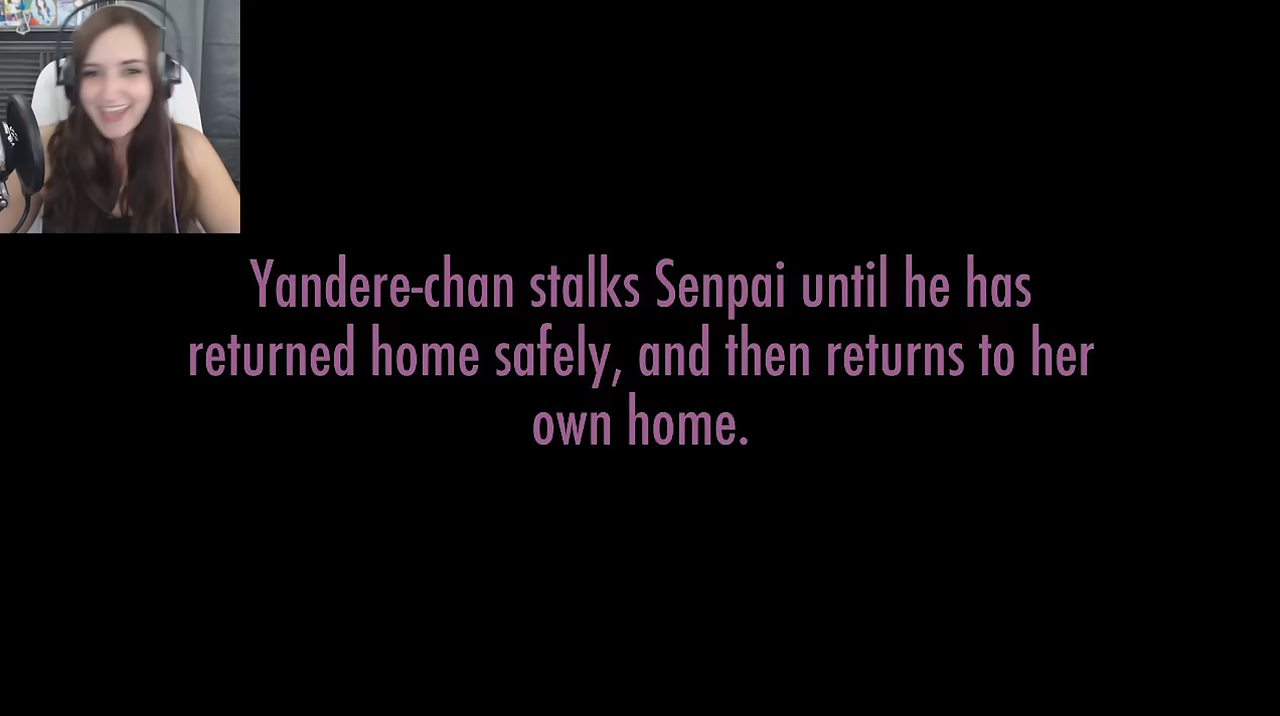 Yandere-chan stalks Senpai until he has
returned home safely, and then returns to her
own home.